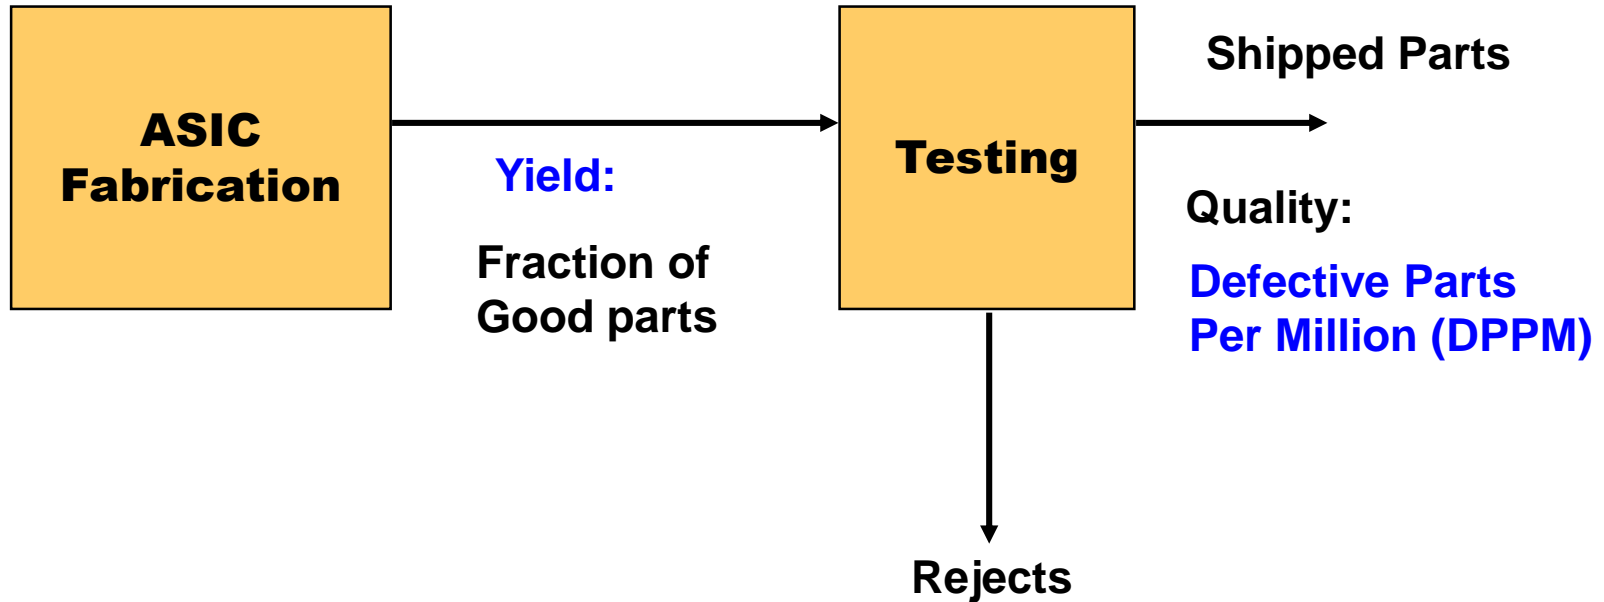 ASIC
Fabrication
Yield:
Fraction of
Good parts
Testing
Shipped Parts
Quality:
Defective Parts
Per Million (DPPM)
Rejects